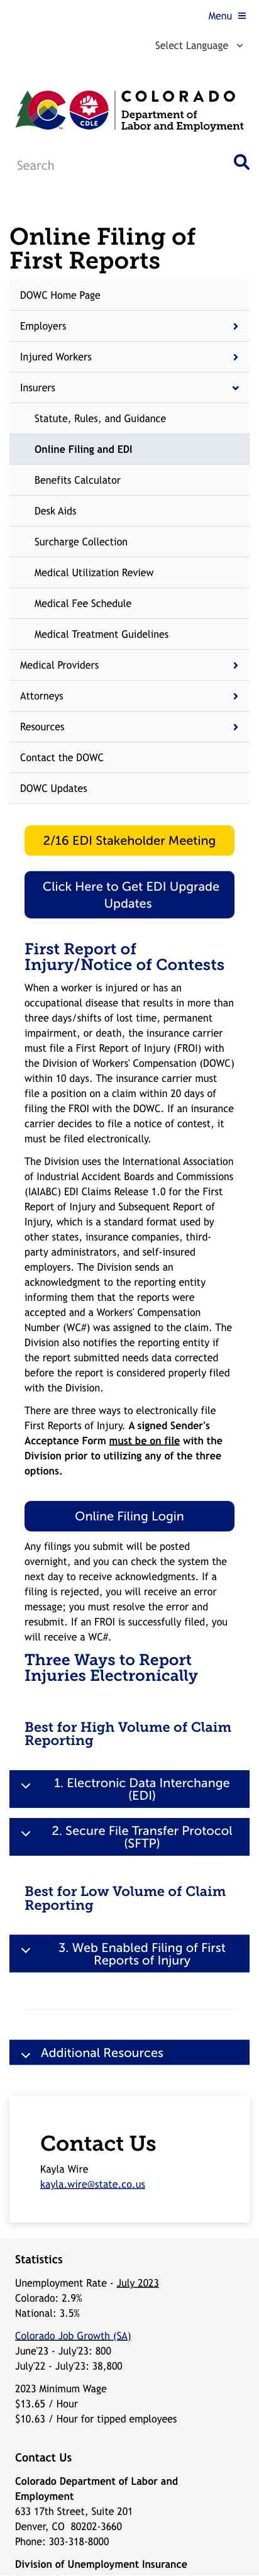 Menu
Select Language
CDLE
COLORADO
Department of
Labor and Employment
Search
Online Filing of
First Reports
DOWC Home Page
Employers
Injured Workers
Insurers
Statute, Rules, and Guidance
Online Filing and EDI
Benefits Calculator
Desk Aids
Surcharge Collection
Medical Utilization Review
Medical Fee Schedule
Medical Treatment Guidelines
Medical Providers
Attorneys
Resources
Contact the DOWC
DOWC Updates
2/16 EDI Stakeholder Meeting
Click Here to Get EDI Upgrade
Updates
First Report of
Injury/Notice of Contests
When a worker is injured or has an
occupational disease that results in more than
three days/shifts of lost time, permanent
impairment, or death, the insurance carrier
must file a First Report of Injury (FROI) with
the Division of Workers' Compensation (DOWC)
within 10 days. The insurance carrier must
file a position on a claim within 20 days of
filing the FROI with the DOWC. If an insurance
carrier decides to file a notice of contest, it
must be filed electronically.
The Division uses the International Association
of Industrial Accident Boards and Commissions
(IAIABC) EDI Claims Release 1.0 for the First
Report of Injury and Subsequent Report of
Injury, which is a standard format used by
other states, insurance companies, third-
party administrators, and self-insured
employers. The Division sends an
acknowledgment to the reporting entity
informing them that the reports were
accepted and a Workers' Compensation
Number (WC#) was assigned to the claim. The
Division also notifies the reporting entity if
the report submitted needs data corrected
before the report is considered properly filed
with the Division.
There are three ways to electronically file
First Reports of Injury. A signed Sender's
Acceptance Form must be on file with the
Division prior to utilizing any of the three
options.
Online Filing Login
Any filings you submit will be posted
overnight, and you can check the system the
next day to receive acknowledgments. If a
filing is rejected, you will receive an error
message; you must resolve the error and
resubmit. If an FROI is successfully filed, you
will receive a WC#.
Three Ways to Report
Injuries Electronically
Best for High Volume of Claim
Reporting
1. Electronic Data Interchange
(EDI)
2. Secure File Transfer Protocol
(SFTP)
Best for Low Volume of Claim
Reporting
3. Web Enabled Filing of First
Reports of Injury
Additional Resources
Contact Us
Kayla Wire
kayla.wire@state.co.us
Statistics
Unemployment Rate - July 2023
Colorado: 2.9%
National: 3.5%
Colorado Job Growth (SA)
June'23 - July'23: 800
July'22 - July'23: 38,800
2023 Minimum Wage
$13.65 / Hour
$10.63 / Hour for tipped employees
Contact Us
Colorado Department of Labor and
Employment
633 17th Street, Suite 201
Denver, CO  80202-3660
Phone: 303-318-8000
Division of Unemployment Insurance